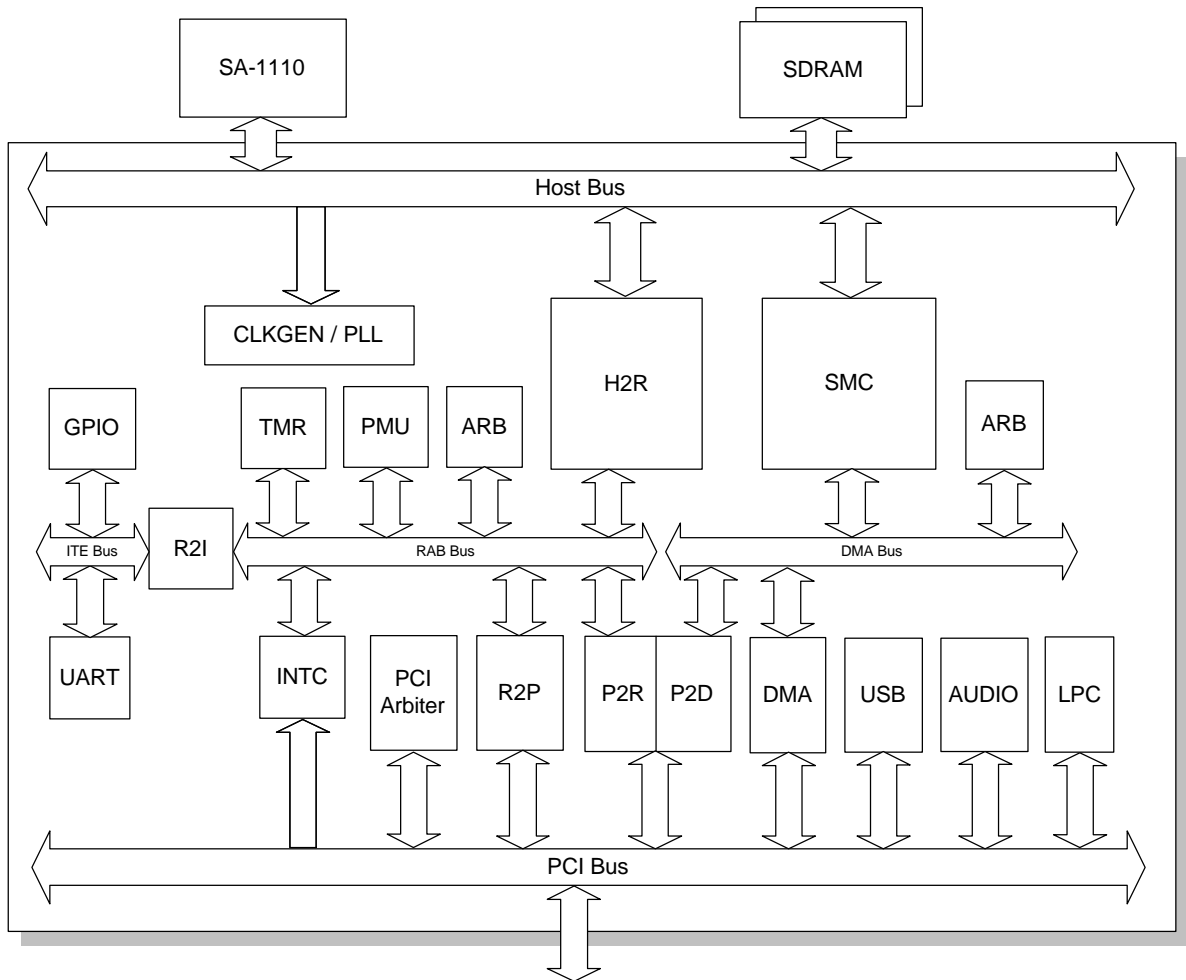 SA-1110
SDRAM
Host Bus
CLKGEN / PLL
H2R
SMC
GPIO
TMR
PMU
ARB
ARB
ITE Bus
R2I
RAB Bus
DMA Bus
UART
INTC
PCI
Arbiter
R2P
P2R
P2D
DMA
USB
AUDIO
LPC
PCI Bus